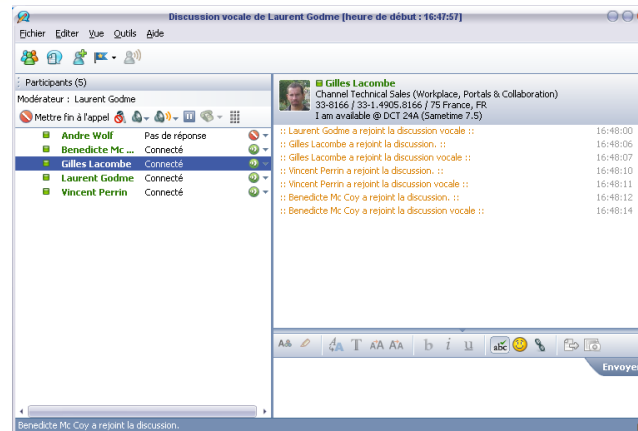 Discussion vocale de Laurent Godme [heure de début : 16:47:57]
Fichier Editer Vue Outils Aide
Participants (5)
Modérateur : Laurent Godme
Mettre fin à l'appel
Andre Wolf Pas de réponse
Benedicte Mc ... Connecté
Gilles Lacombe Connecté
Laurent Godme Connecté
Vincent Perrin Connecté
Gilles Lacombe
Channel Technical Sales (Workplace, Portals & Collaboration)
33-8166 / 33-1.4905.8166 / 75 France, FR
I am available @ DCT 24A (Sametime 7.5)
:: Laurent Godme a rejoint la discussion vocale :: 16:48:00
:: Gilles Lacombe a rejoint la discussion. :: 16:48:06
:: Gilles Lacombe a rejoint la discussion vocale :: 16:48:07
:: Vincent Perrin a rejoint la discussion. :: 16:48:10
:: Vincent Perrin a rejoint la discussion vocale :: 16:48:11
:: Benedicte Mc Coy a rejoint la discussion. :: 16:48:12
:: Benedicte Mc Coy a rejoint la discussion vocale :: 16:48:14
b i u abc
Envoyer
Benedicte Mc Coy a rejoint la discussion.